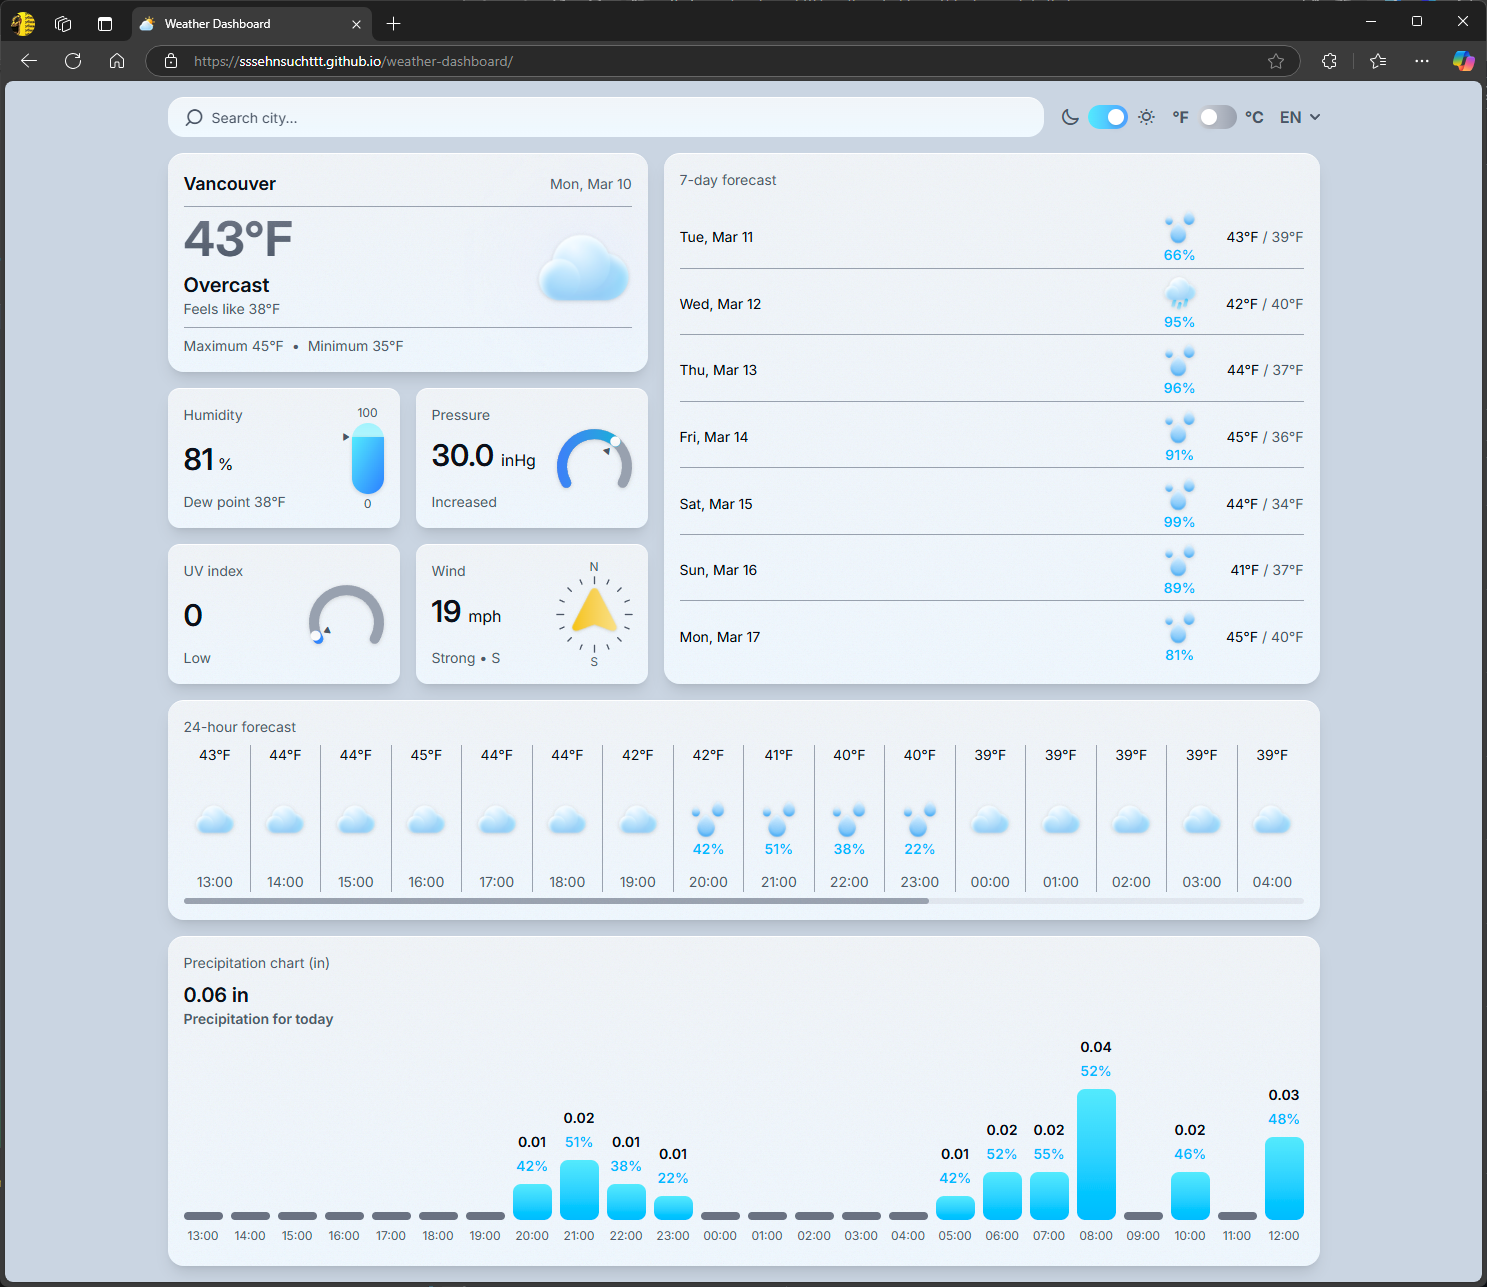 Weather Dashboard
https://sssehnsuchttt.github.io/weather-dashboard/
Search city...
°F °C EN
Vancouver Mon, Mar 10
43°F
Overcast
Feels like 38°F
Maximum 45°F • Minimum 35°F
Humidity
100
81 %
Dew point 38°F
0
Pressure
30.0 inHg
Increased
UV index
0
Low
Wind
N
19 mph
Strong • S
S
7-day forecast
Tue, Mar 11 66% 43°F / 39°F
Wed, Mar 12 95% 42°F / 40°F
Thu, Mar 13 96% 44°F / 37°F
Fri, Mar 14 91% 45°F / 36°F
Sat, Mar 15 99% 44°F / 34°F
Sun, Mar 16 89% 41°F / 37°F
Mon, Mar 17 81% 45°F / 40°F
24-hour forecast
43°F 44°F 44°F 45°F 44°F 44°F 42°F 42°F 41°F 40°F 40°F 39°F 39°F 39°F 39°F 39°F
42% 51% 38% 22%
13:00 14:00 15:00 16:00 17:00 18:00 19:00 20:00 21:00 22:00 23:00 00:00 01:00 02:00 03:00 04:00
Precipitation chart (in)
0.06 in
Precipitation for today
0.01 0.02 0.01 0.01 0.01 0.02 0.02 0.04 0.02 0.03
42% 51% 38% 22% 42% 52% 55% 52% 46% 48%
13:00 14:00 15:00 16:00 17:00 18:00 19:00 20:00 21:00 22:00 23:00 00:00 01:00 02:00 03:00 04:00 05:00 06:00 07:00 08:00 09:00 10:00 11:00 12:00